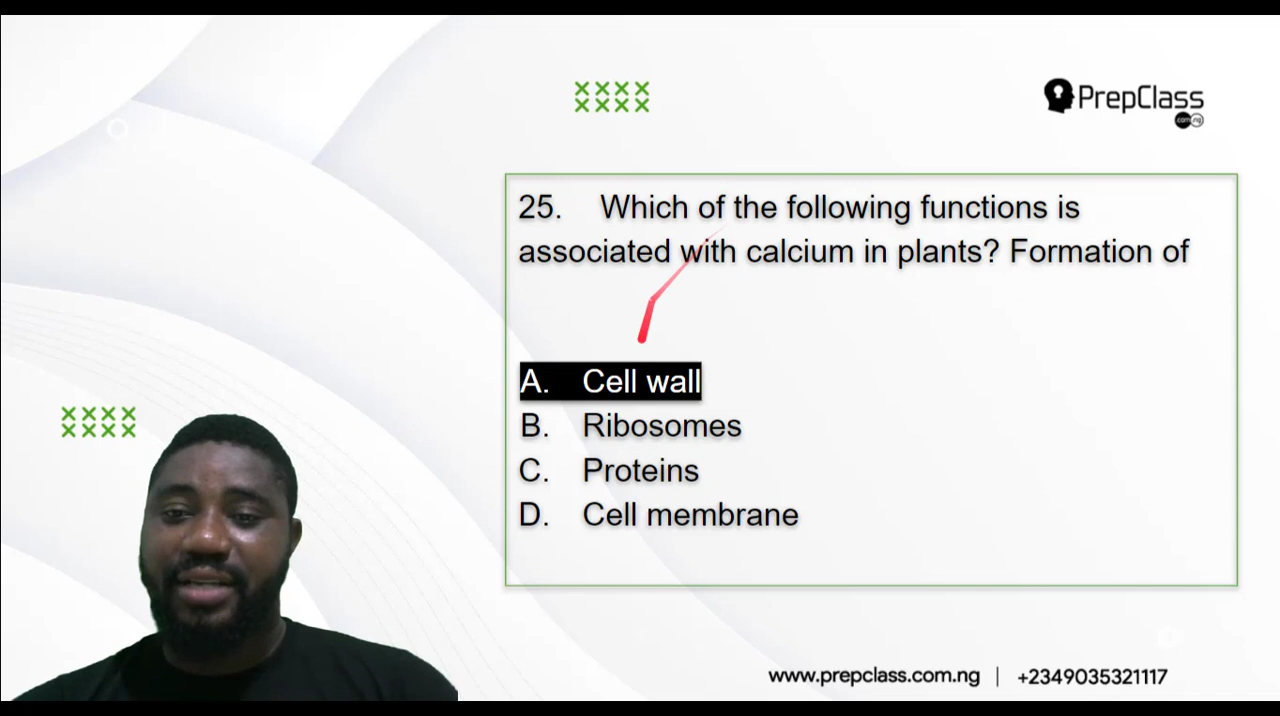 PrepClass
.com.ng
25. Which of the following functions is
associated with calcium in plants? Formation of
A. Cell wall
B. Ribosomes
C. Proteins
D. Cell membrane
www.prepclass.com.ng | +2349035321117